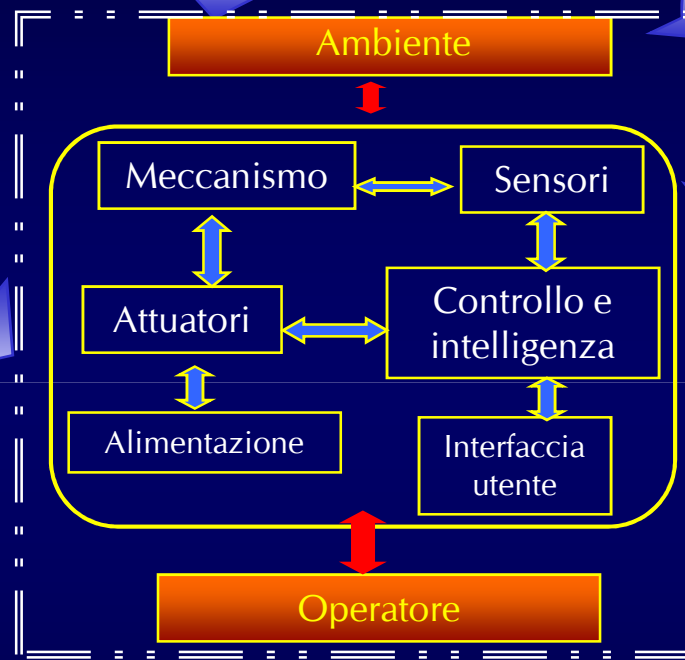 Ambiente
Meccanismo
Sensori
Attuatori
Controllo e
intelligenza
Alimentazione
Interfaccia
utente
Operatore